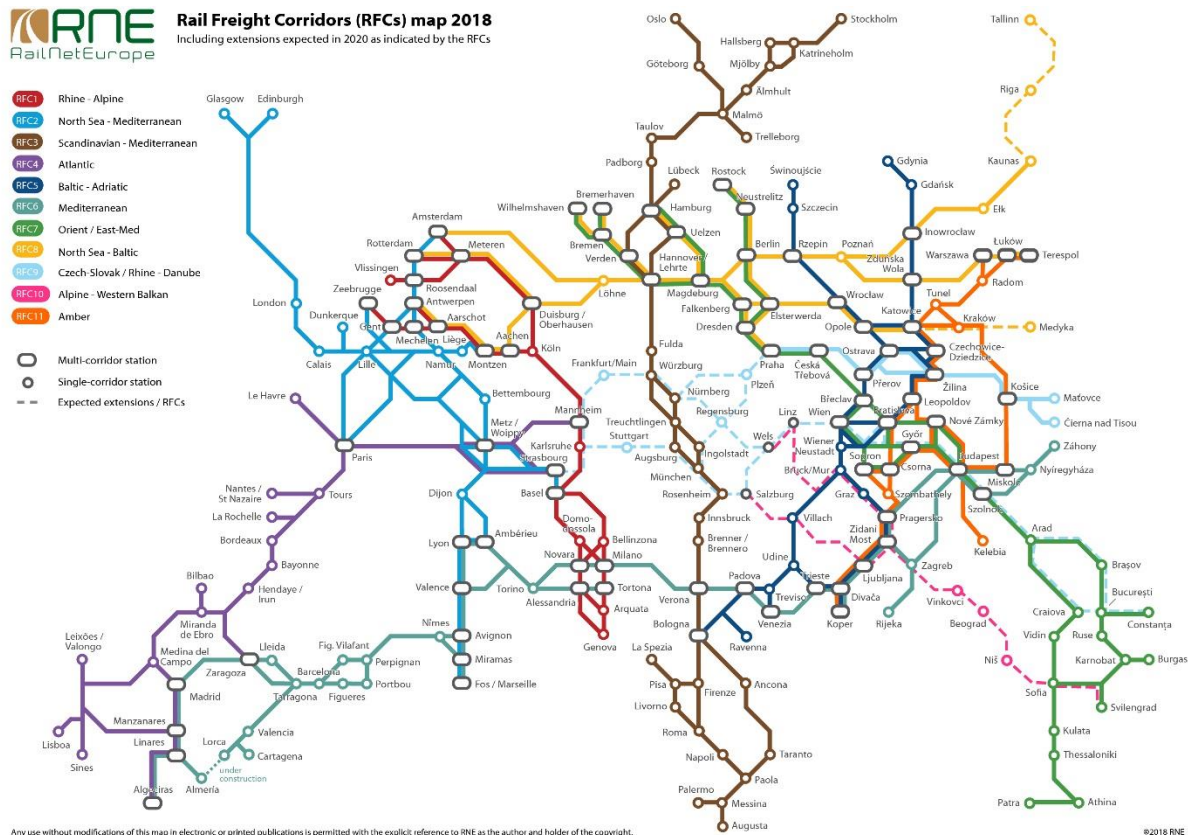 RNE
RailNetEurope
Rail Freight Corridors (RFCs) map 2018
Including extensions expected in 2020 as indicated by the RFCs
RFC1 Rhine - Alpine
RFC2 North Sea - Mediterranean
RFC3 Scandinavian - Mediterranean
RFC4 Atlantic
RFC5 Baltic - Adriatic
RFC6 Mediterranean
RFC7 Orient / East-Med
RFC8 North Sea - Baltic
RFC9 Czech-Slovak / Rhine - Danube
RFC10 Alpine - Western Balkan
RFC11 Amber
Multi-corridor station
Single-corridor station
Expected extensions / RFCs
Oslo
Stockholm
Tallinn
Hallsberg
Katrineholm
Göteborg
Mjölby
Älmhult
Riga
Malmö
Glasgow
Edinburgh
Taulov
Trelleborg
Padborg
Kaunas
Gdynia
Lübeck
Rostock
Świnoujście
Gdańsk
Bremerhaven
Neustrelitz
Wilhelmshaven
Hamburg
Szczecin
Ełk
Amsterdam
Uelzen
Inowrocław
Bremen
Rotterdam
Meteren
Verden
Hannover/
Lehrte
Berlin
Rzepin
Poznań
Zduńska
Wola
Warszawa
Łuków
Terespol
Vlissingen
Roosendaal
Löhne
Magdeburg
Radom
Zeebrugge
Antwerpen
Tunel
London
Dunkerque
Gent
Aarschot
Duisburg /
Oberhausen
Falkenberg
Elsterwerda
Wrocław
Katowice
Kraków
Mechelen
Liège
Aachen
Dresden
Opole
Medyka
Calais
Lille
Namur
Montzen
Köln
Fulda
Praha
Česká
Třebová
Ostrava
Czechowice-
Dziedzice
Frankfurt/Main
Würzburg
Plzeň
Přerov
Žilina
Košice
Le Havre
Bettembourg
Nürnberg
Břeclav
Leopoldov
Maťovce
Mannheim
Regensburg
Linz
Wien
Bratislava
Nové Zámky
Čierna nad Tisou
Metz /
Woippy
Treuchtlingen
Karlsruhe
Stuttgart
Wels
Wiener
Neustadt
Győr
Záhony
Paris
Strasbourg
Augsburg
Ingolstadt
Sopron
Csorna
Budapest
Nyíregyháza
Bruck/Mur
Miskolc
München
Nantes /
St Nazaire
Tours
Dijon
Basel
Rosenheim
Salzburg
Graz
Szombathely
Szolnok
La Rochelle
Domo-
dossola
Innsbruck
Villach
Pragersko
Arad
Bordeaux
Lyon
Ambérieu
Bellinzona
Brenner /
Brennero
Zidani
Most
Kelebia
Novara
Milano
Udine
Bayonne
Bilbao
Valence
Torino
Tortona
Verona
Padova
Trieste
Ljubljana
Zagreb
Brașov
Hendaye /
Irun
Alessandria
Treviso
Divača
Vinkovci
București
Miranda
de Ebro
Nîmes
Arquata
Venezia
Koper
Rijeka
Beograd
Craiova
Constanța
Leixões /
Valongo
Lleida
Fig. Vilafant
Avignon
Bologna
Ravenna
Vidin
Ruse
Medina del
Campo
Zaragoza
Barcelona
Perpignan
Miramas
Genova
La Spezia
Niš
Karnobat
Burgas
Madrid
Tarragona
Figueres
Portbou
Fos / Marseille
Pisa
Firenze
Ancona
Sofia
Livorno
Svilengrad
Manzanares
Lisboa
Linares
Lorca
Valencia
Roma
Kulata
Sines
under
construction
Cartagena
Napoli
Taranto
Thessaloniki
Algeciras
Almería
Paola
Palermo
Messina
Patra
Athina
Augusta
Any use without modifications of this map in electronic or printed publications is permitted with the explicit reference to RNE as the author and holder of the copyright.
©2018 RNE